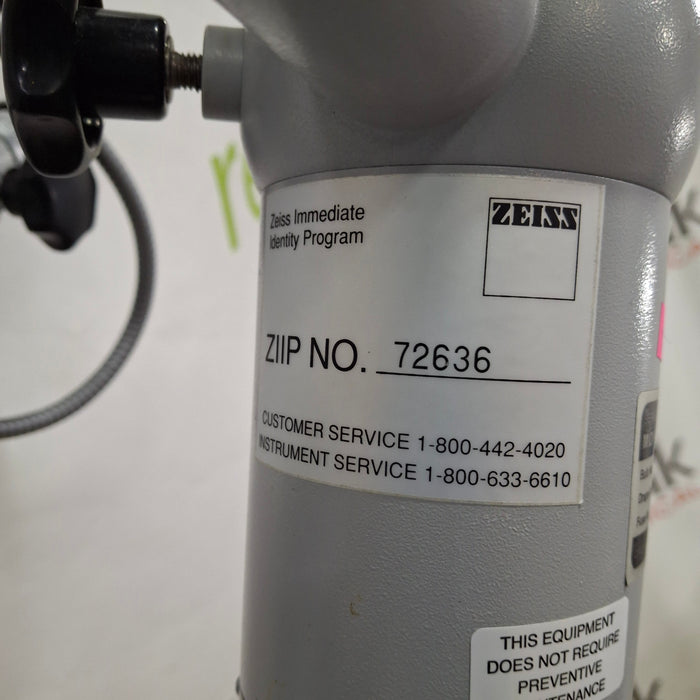 Zeiss Immediate
Identity Program
ZEISS
ZIIP NO. 72636
CUSTOMER SERVICE 1-800-442-4020
INSTRUMENT SERVICE 1-800-633-6610
THIS EQUIPMENT
DOES NOT REQUIRE
PREVENTIVE